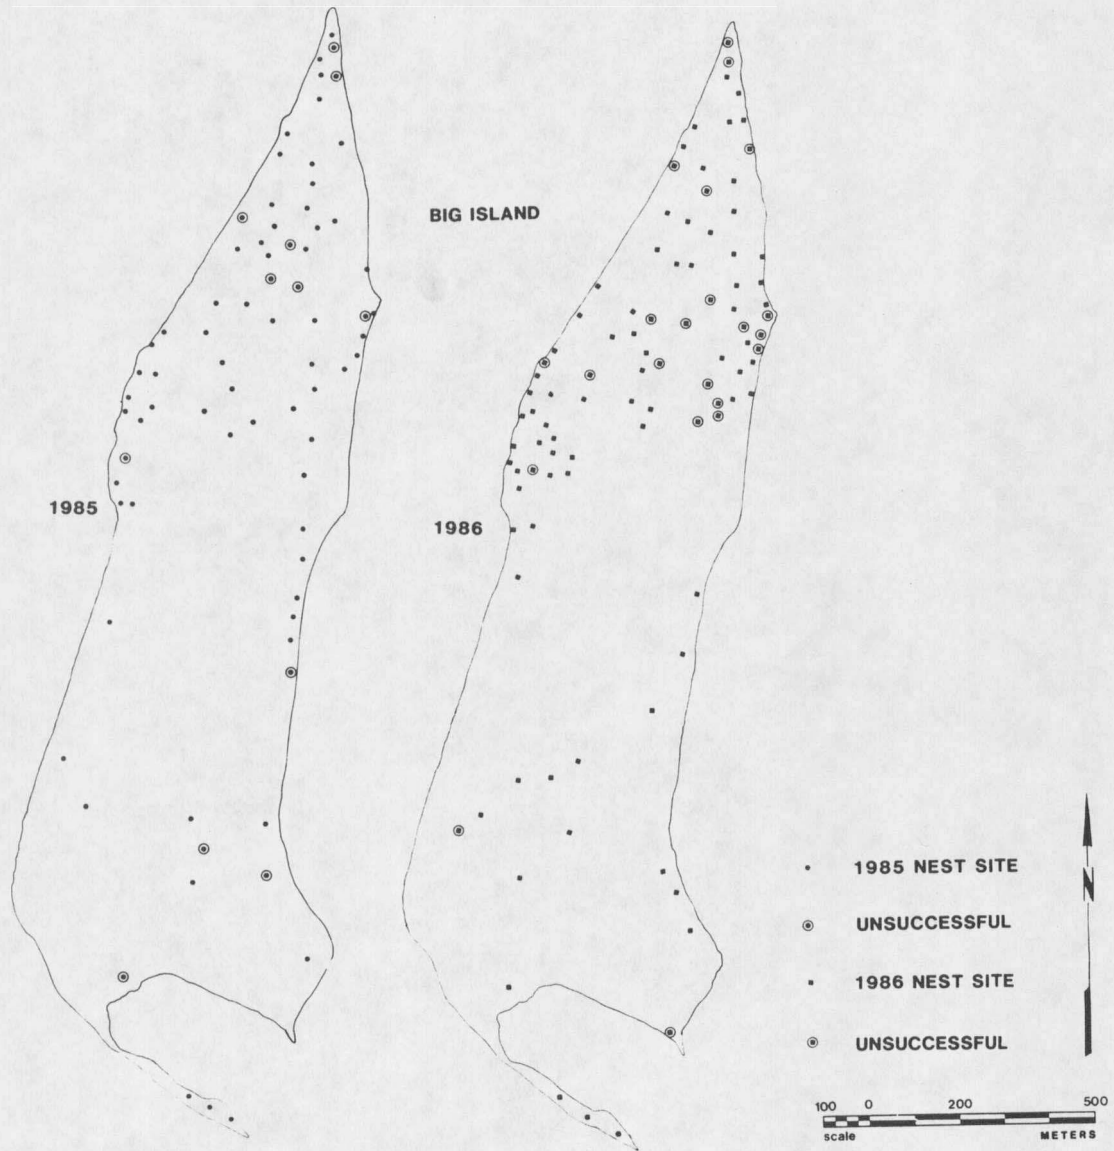 BIG ISLAND
1985
1986
1985 NEST SITE
UNSUCCESSFUL
N
1986 NEST SITE
UNSUCCESSFUL
100 0 200 500
scale METERS